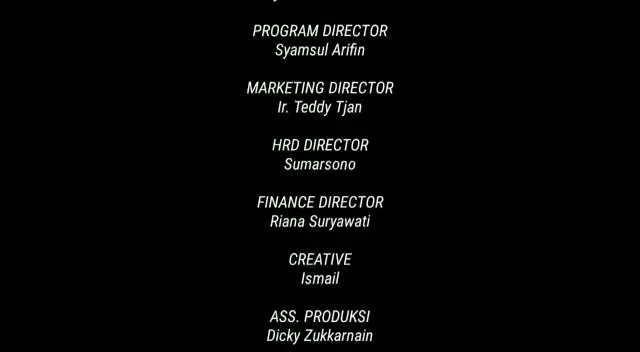 PROGRAM DIRECTOR
Syamsul Arifin
MARKETING DIRECTOR
Ir. Teddy Tjan
HRD DIRECTOR
Sumarsono
FINANCE DIRECTOR
Riana Suryawati
CREATIVE
Ismail
ASS. PRODUKSI
Dicky Zukkarnain